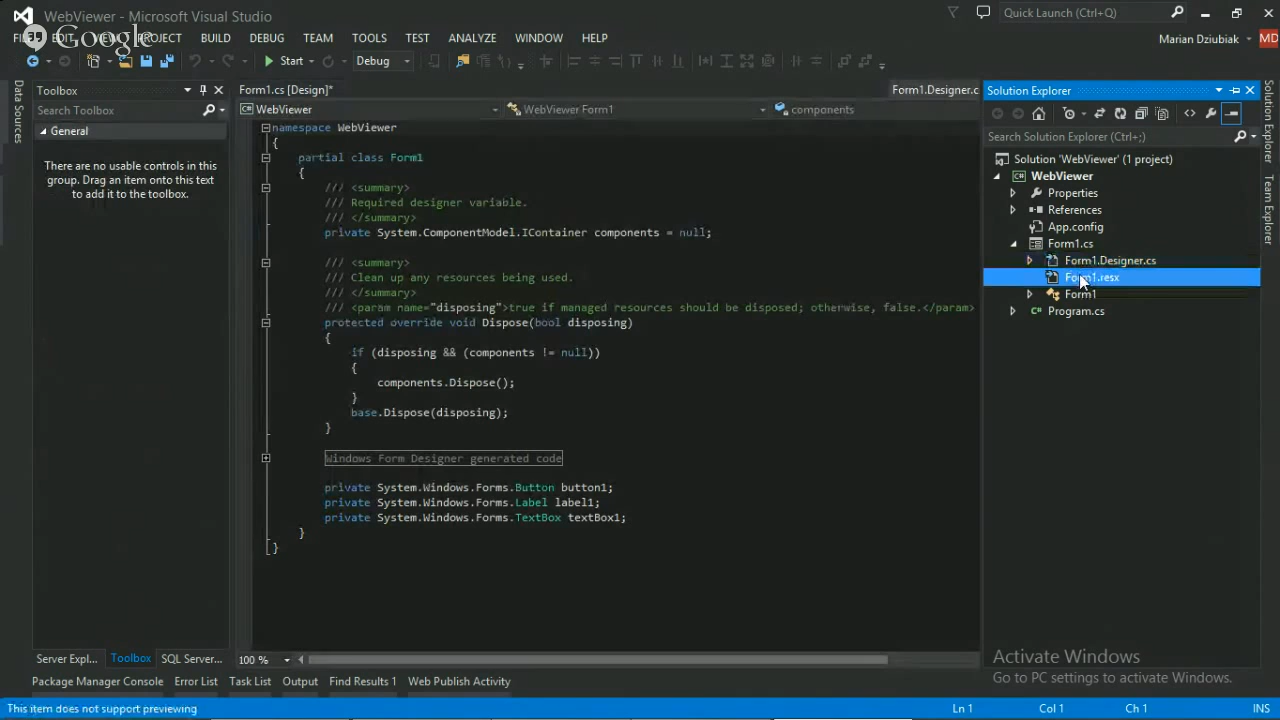 WebViewer - Microsoft Visual Studio
Quick Launch (Ctrl+Q)
Google
PROJECT BUILD DEBUG TEAM TOOLS TEST ANALYZE WINDOW HELP
Marian Dziubiak MD
Start Debug
Data Sources
Toolbox
Search Toolbox
General
There are no usable controls in this
group. Drag an item onto this text
to add it to the toolbox.
Server Expl... Toolbox SQL Server...
Form1.cs [Design]* Form1.Designer.c
WebViewer WebViewer Form1 components
namespace WebViewer
{
partial class Form1
{
/// <summary>
/// Required designer variable.
/// </summary>
private System.ComponentModel.IContainer components = null;
/// <summary>
/// Clean up any resources being used.
/// </summary>
/// <param name="disposing">true if managed resources should be disposed; otherwise, false.</param>
protected override void Dispose(bool disposing)
{
if (disposing && (components != null))
{
components.Dispose();
}
base.Dispose(disposing);
}
Windows Form Designer generated code
private System.Windows.Forms.Button button1;
private System.Windows.Forms.Label label1;
private System.Windows.Forms.TextBox textBox1;
}
}
100 %
Solution Explorer
Search Solution Explorer (Ctrl+;)
Solution 'WebViewer' (1 project)
WebViewer
Properties
References
App.config
Form1.cs
Form1.Designer.cs
Form1.resx
Form1
Program.cs
Solution Explorer
Team Explorer
Activate Windows
Go to PC settings to activate Windows.
Package Manager Console Error List Task List Output Find Results 1 Web Publish Activity
This item does not support previewing Ln 1 Col 1 Ch 1 INS